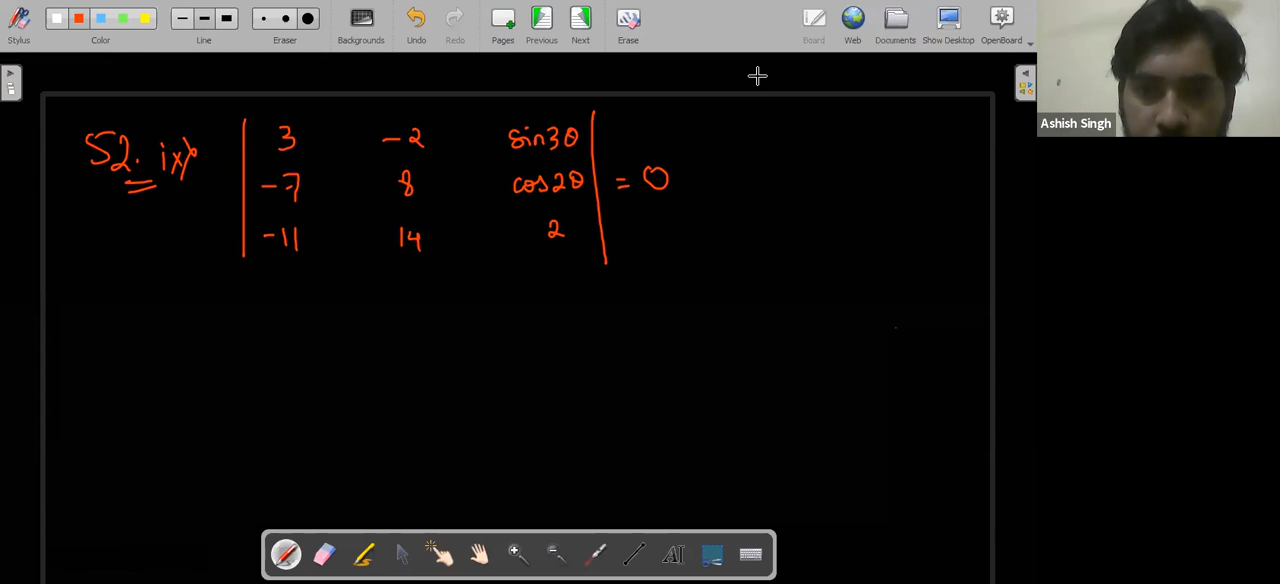 Stylus Color Line Eraser Backgrounds Undo Redo Pages Previous Next Erase Board Web Documents Show Desktop OpenBoard
Ashish Singh
52. ix)
| 3 -2 sin3θ |
| -7 8 cos2θ | = 0
| -11 14 2 |
AI